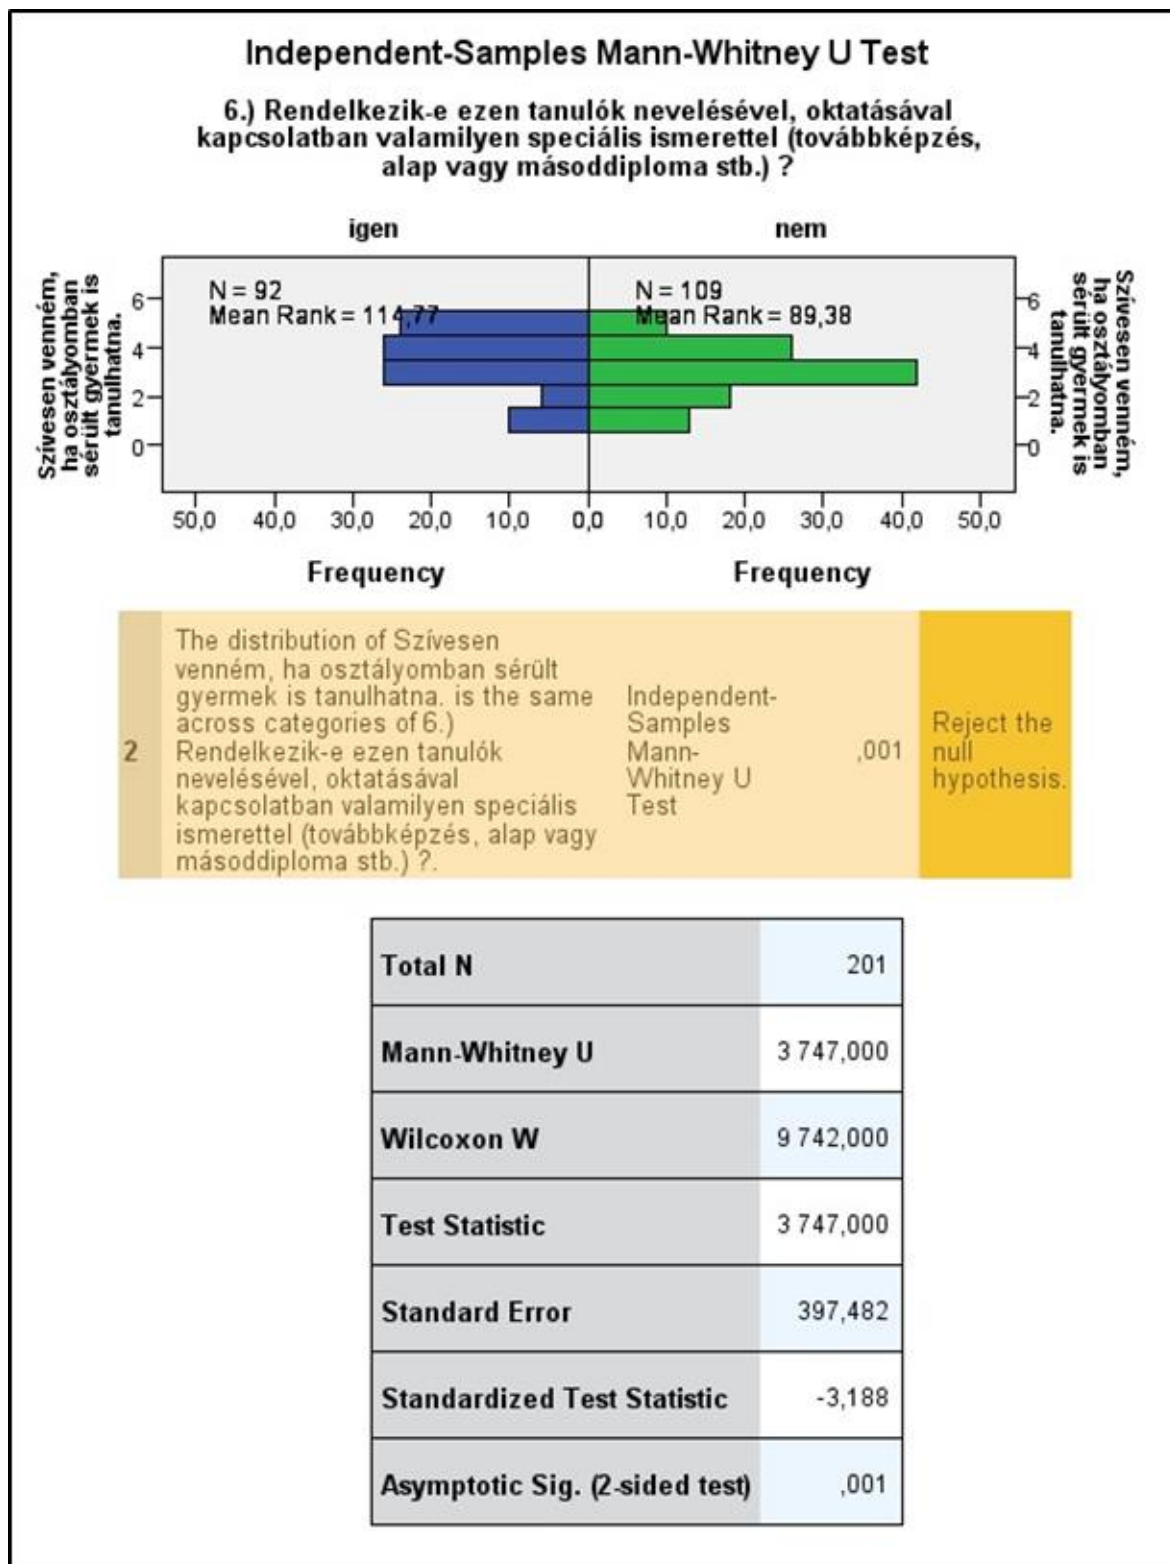 Independent-Samples Mann-Whitney U Test
6.) Rendelkezik-e ezen tanulók nevelésével, oktatásával
kapcsolatban valamilyen speciális ismerettel (továbbképzés,
alap vagy másoddiploma stb.) ?
igen
nem
Szívesen venném,
ha osztályomban
sérült gyermek is
tanulhatna.
6
4
2
0
N = 92
Mean Rank = 114,77
N = 109
Mean Rank = 89,38
6
4
2
0
Szívesen venném,
ha osztályomban
sérült gyermek is
tanulhatna.
50,0 40,0 30,0 20,0 10,0 0,0 10,0 20,0 30,0 40,0 50,0
Frequency
Frequency
2
The distribution of Szívesen
venném, ha osztályomban sérült
gyermek is tanulhatna. is the same
across categories of 6.)
Rendelkezik-e ezen tanulók
nevelésével, oktatásával
kapcsolatban valamilyen speciális
ismerettel (továbbképzés, alap vagy
másoddiploma stb.) ?.
Independent-
Samples
Mann-
Whitney U
Test
,001
Reject the
null
hypothesis.
Total N 201
Mann-Whitney U 3 747,000
Wilcoxon W 9 742,000
Test Statistic 3 747,000
Standard Error 397,482
Standardized Test Statistic -3,188
Asymptotic Sig. (2-sided test) ,001